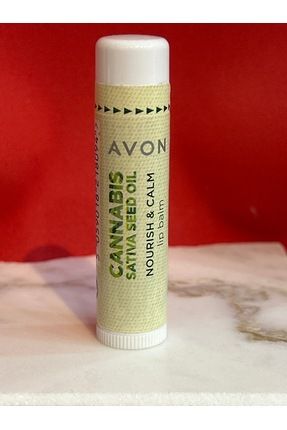 AVON
CANNABIS
SATIVA SEED OIL
NOURISH & CALM
lip balm